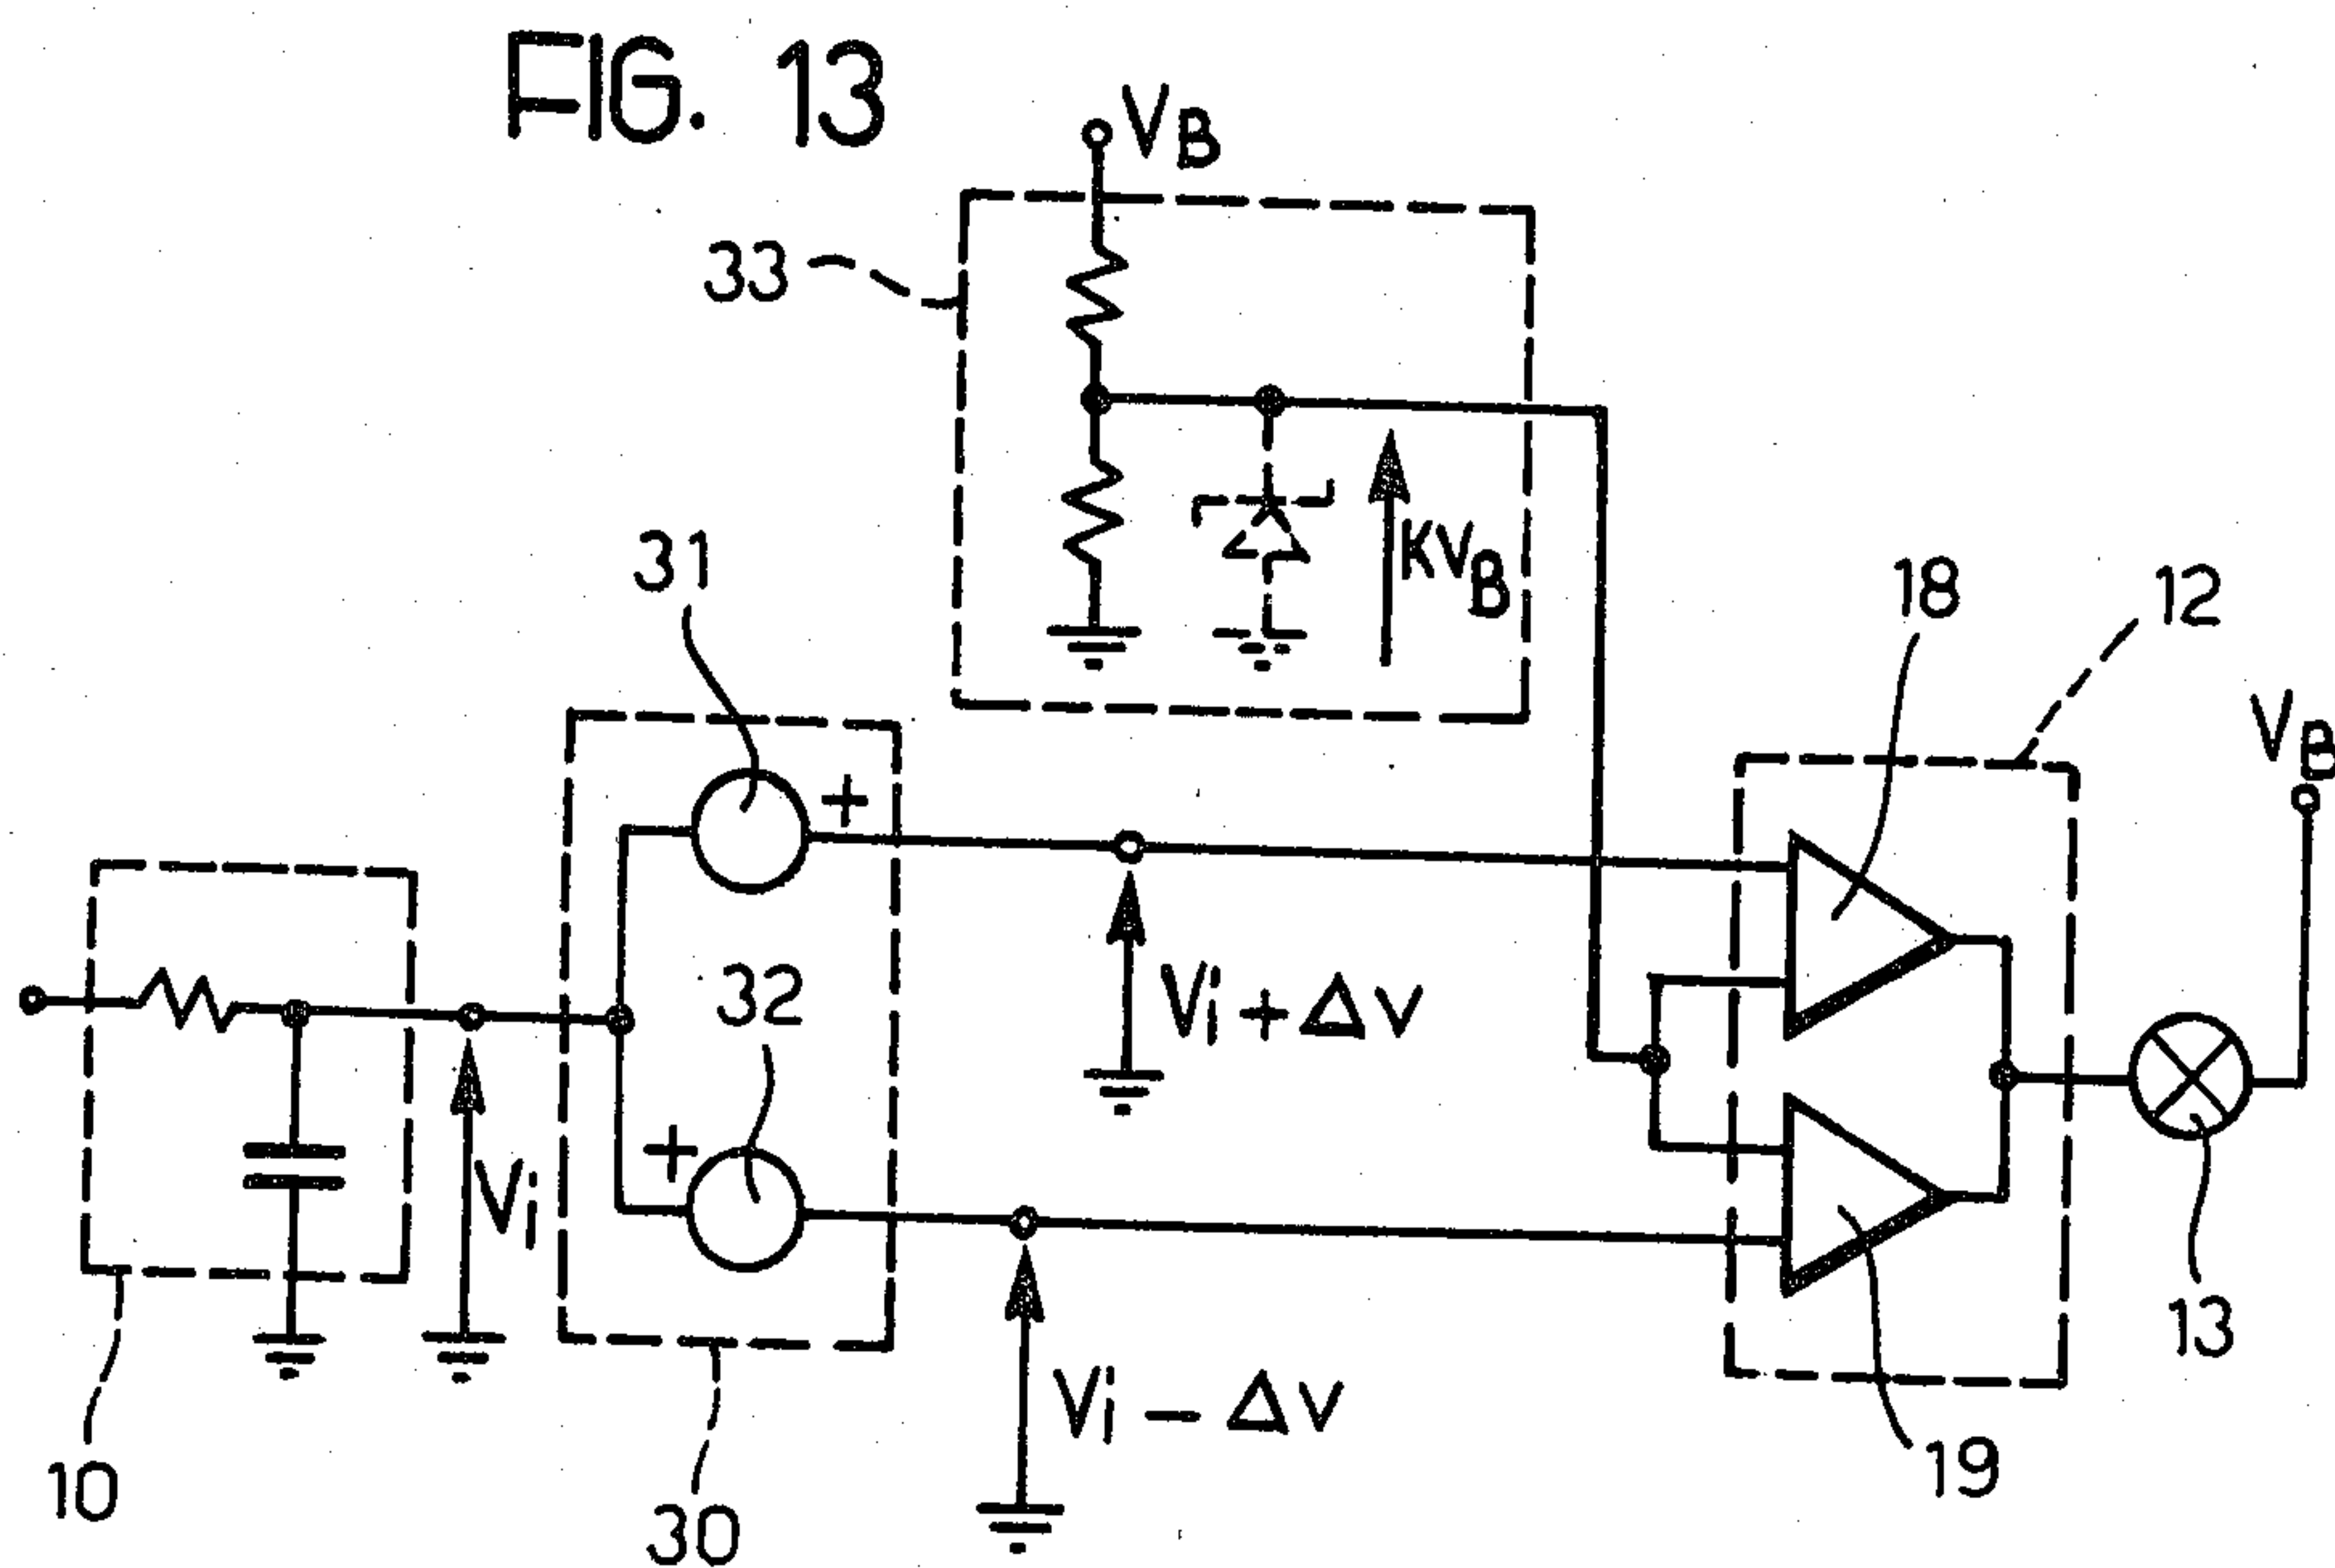 FIG. 13
VB
33
KVB
31
18
12
VB
+
32
Vi + ΔV
+
Vi
13
Vi − ΔV
19
10
30